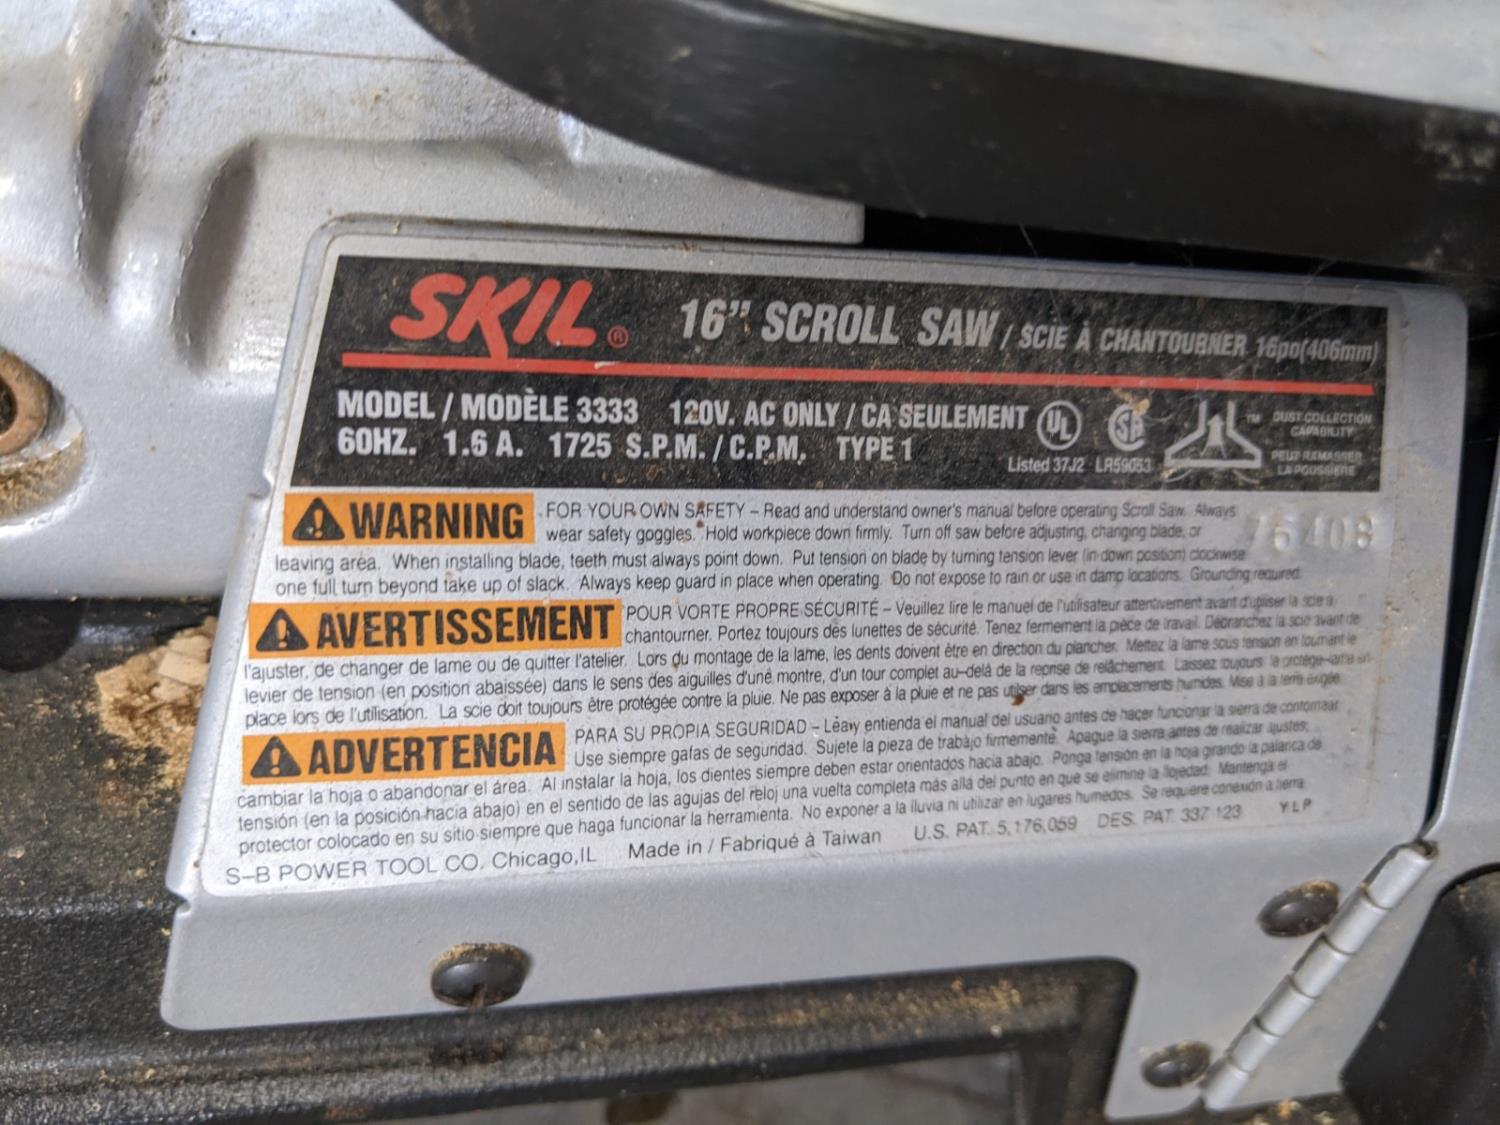 SKIL® 16" SCROLL SAW / SCIE À CHANTOURNER 16po(406mm)
MODEL / MODÈLE 3333 120V. AC ONLY / CA SEULEMENT
60HZ. 1.6 A. 1725 S.P.M. / C.P.M. TYPE 1
UL SA
Listed 37J2 LR59053
TM DUST COLLECTION
CAPABILITY
PEUT RAMASSER
LA POUSSIERE
WARNING FOR YOUR OWN SAFETY – Read and understand owner's manual before operating Scroll Saw. Always
wear safety goggles. Hold workpiece down firmly. Turn off saw before adjusting, changing blade, or
76408
leaving area. When installing blade, teeth must always point down. Put tension on blade by turning tension lever (in down position) clockwise
one full turn beyond take up of slack. Always keep guard in place when operating. Do not expose to rain or use in damp locations. Grounding required.
AVERTISSEMENT POUR VORTE PROPRE SÉCURITÉ – Veuillez lire le manuel de l'utilisateur attentivement avant d'utiliser la scie à
chantourner. Portez toujours des lunettes de sécurité. Tenez fermement la pièce de travail. Débranchez la scie avant de
l'ajuster, de changer de lame ou de quitter l'atelier. Lors du montage de la lame, les dents doivent être en direction du plancher. Mettez la lame sous tension en tournant le
levier de tension (en position abaissée) dans le sens des aiguilles d'une montre, d'un tour complet au-delà de la reprise de relâchement. Laissez toujours le protège-lame en
place lors de l'utilisation. La scie doit toujours être protégée contre la pluie. Ne pas exposer à la pluie et ne pas utiliser dans les emplacements humides. Mise à la terre exigée.
ADVERTENCIA PARA SU PROPIA SEGURIDAD – Leáy entienda el manual del usuario antes de hacer funcionar la sierra de contornear.
Use siempre gafas de seguridad. Sujete la pieza de trabajo firmemente. Apague la sierra antes de realizar ajustes,
cambiar la hoja o abandonar el área. Al instalar la hoja, los dientes siempre deben estar orientados hacia abajo. Ponga tensión en la hoja girando la palanca de
tensión (en la posición hacia abajo) en el sentido de las agujas del reloj una vuelta completa más allá del punto en que se elimine la flojedad. Mantenga el
protector colocado en su sitio siempre que haga funcionar la herramienta. No exponer a la lluvia ni utilizar en lugares humedos. Se requiere conexión a tierra.
S–B POWER TOOL CO. Chicago,IL Made in / Fabriqué à Taiwan U.S. PAT. 5,176,059 DES. PAT. 337 123 YLP